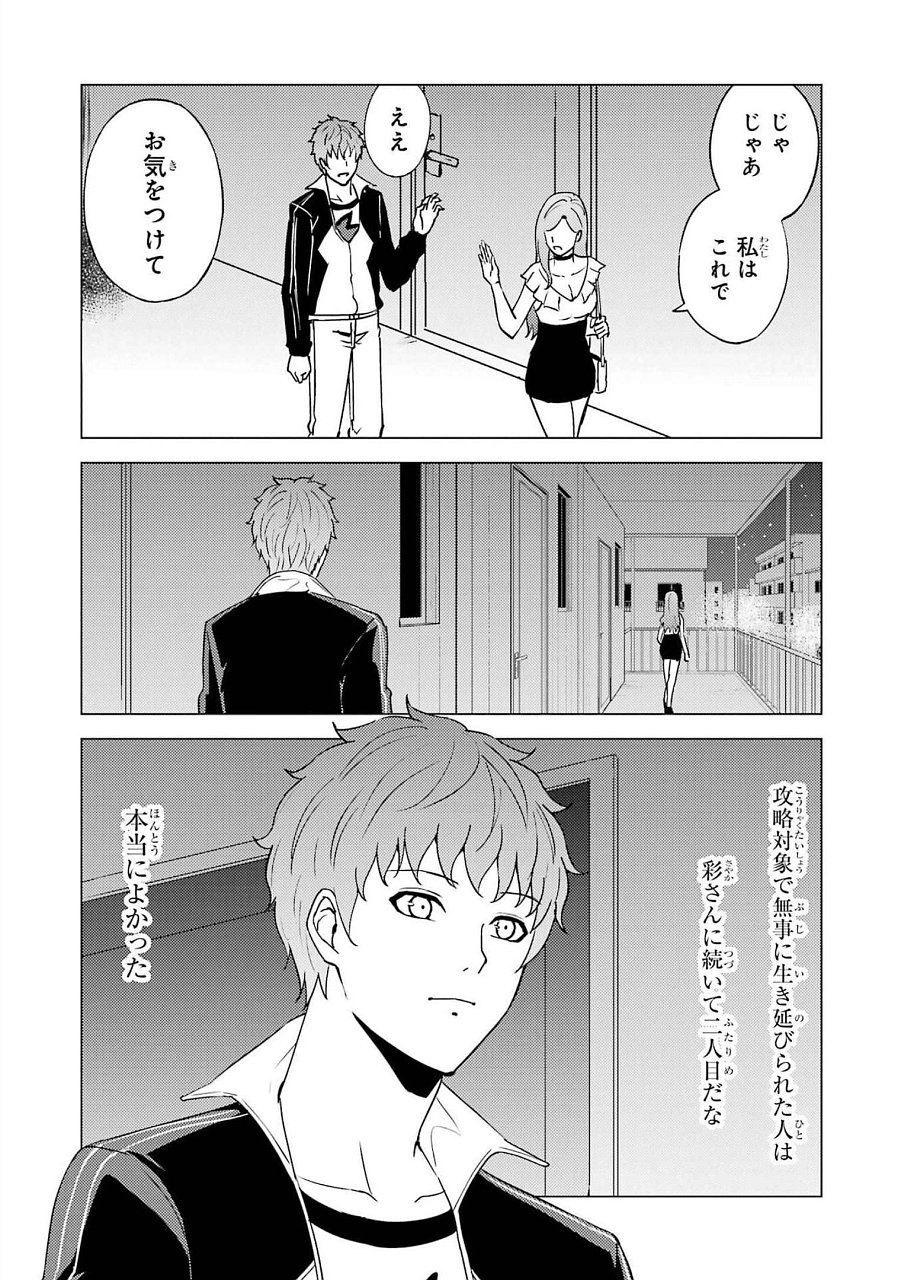 じゃ
じゃあ
私は
これで
ええ
お気をつけて
攻略対象で無事に生き延びられた人は
彩さんに続いて二人目だな
本当によかった